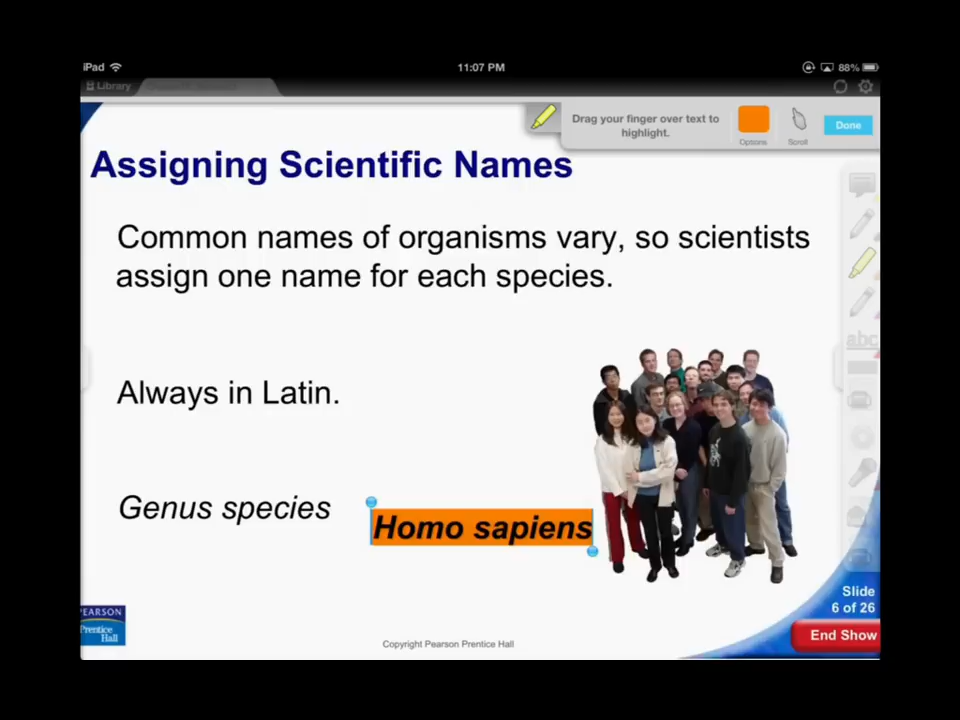 iPad
11:07 PM
88%
Library
Drag your finger over text to
highlight.
Options
Scroll
Done
Assigning Scientific Names
Common names of organisms vary, so scientists
assign one name for each species.
abc
Always in Latin.
Genus species
Homo sapiens
Slide
6 of 26
PEARSON
Prentice
Hall
End Show
Copyright Pearson Prentice Hall